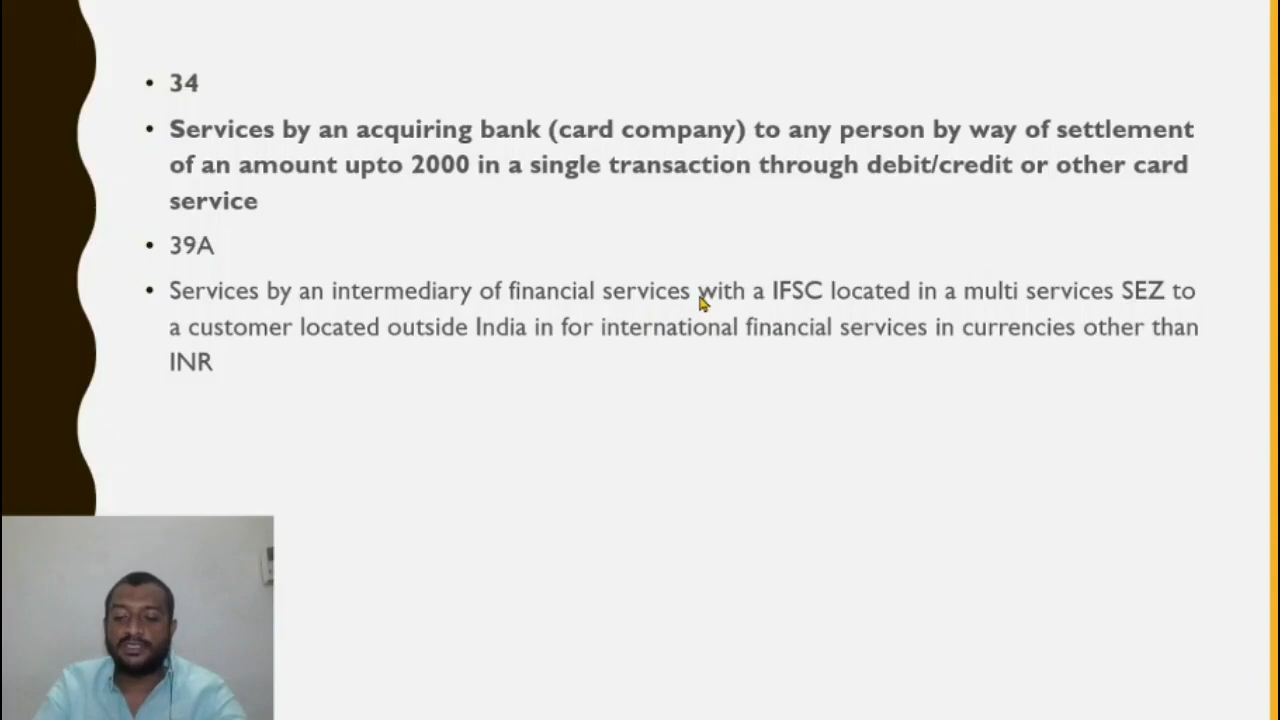 34
Services by an acquiring bank (card company) to any person by way of settlement
of an amount upto 2000 in a single transaction through debit/credit or other card
service
39A
Services by an intermediary of financial services with a IFSC located in a multi services SEZ to
a customer located outside India in for international financial services in currencies other than
INR